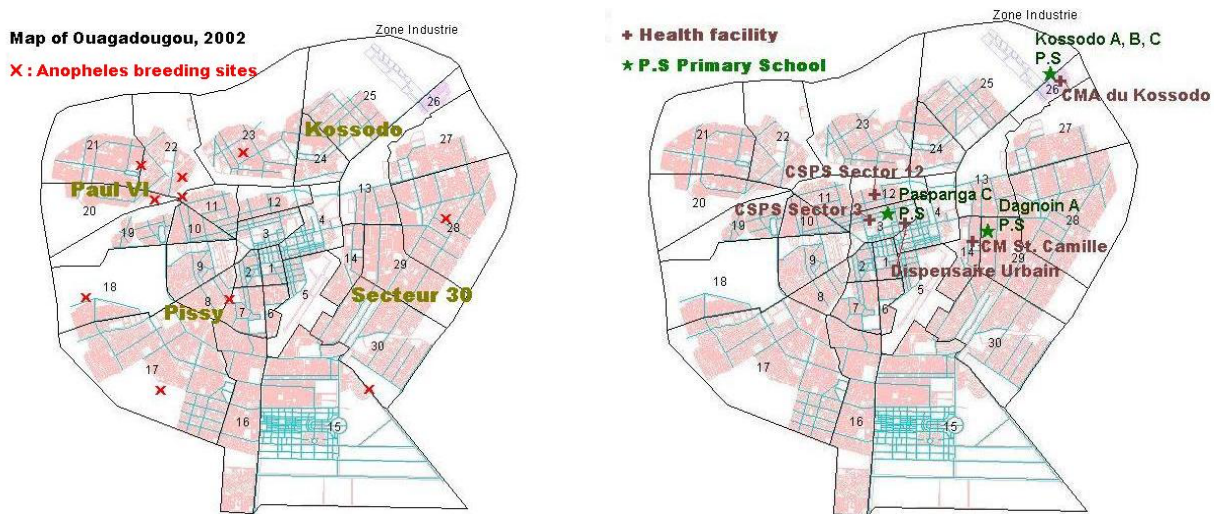 Zone Industrie
Map of Ouagadougou, 2002
X : Anopheles breeding sites
26
25
Kossodo
23
22
21
24
27
Paul VI
13
20
11
12
19
10
4
28
3
9
14
29
2
1
18
5
Secteur 30
8
Pissy
7
6
30
17
16
15
Zone Industrie
+ Health facility
Kossodo A, B, C
P.S
★ P.S Primary School
26
CMA du Kossodo
25
23
22
21
24
27
CSPS Sector 12
13
20
11
12
Paspanga C
P.S
Dagnoin A
P.S
CSPS Sector 3
19
10
3
4
28
14
CM St. Camille
9
2
1
29
Dispensaire Urbain
18
5
8
7
6
30
17
16
15